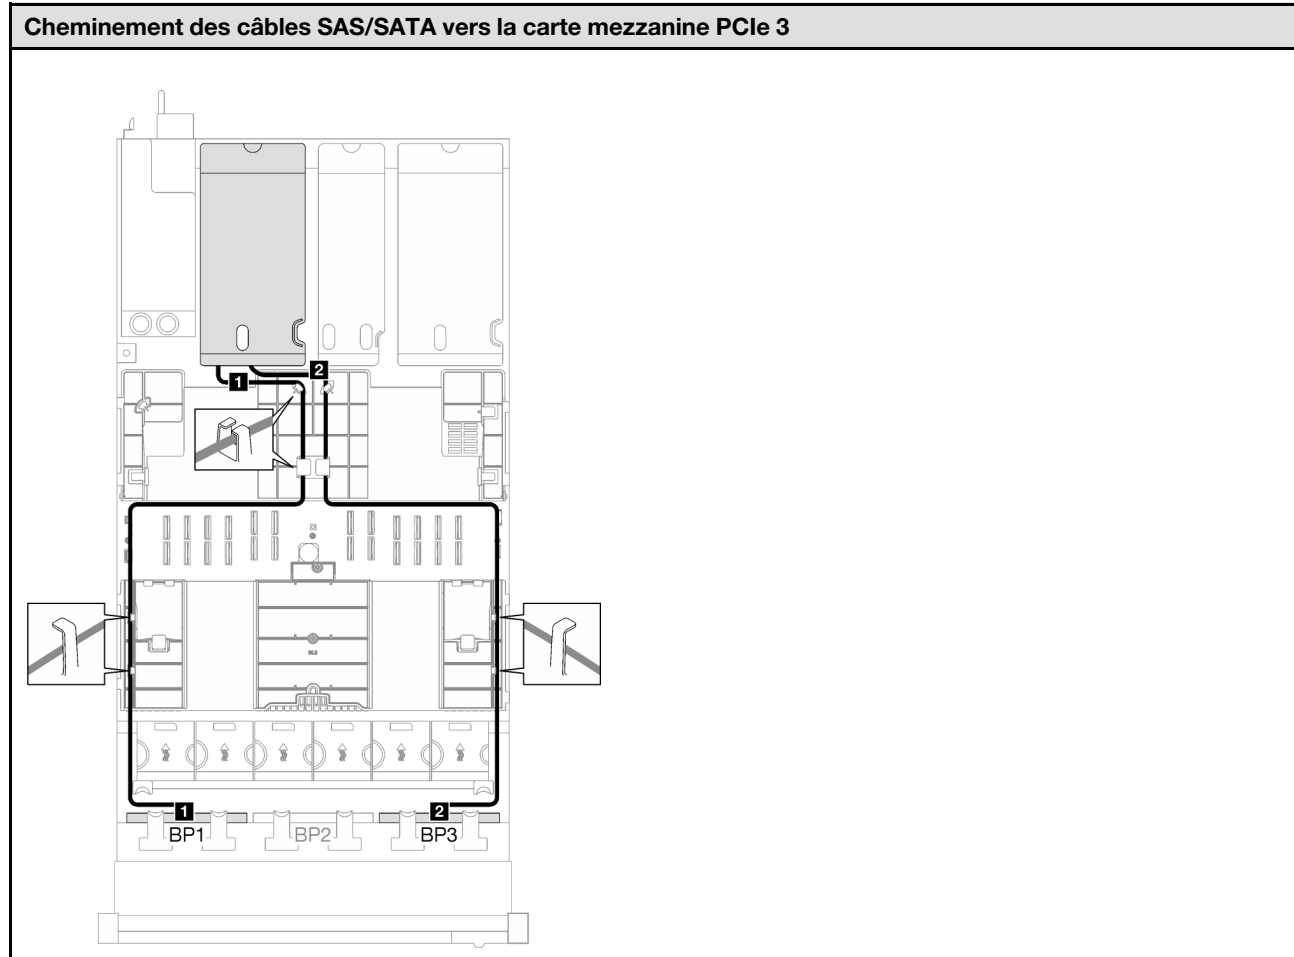 Cheminement des câbles SAS/SATA vers la carte mezzanine PCIe 3
1
2
1
2
BP1
BP2
BP3